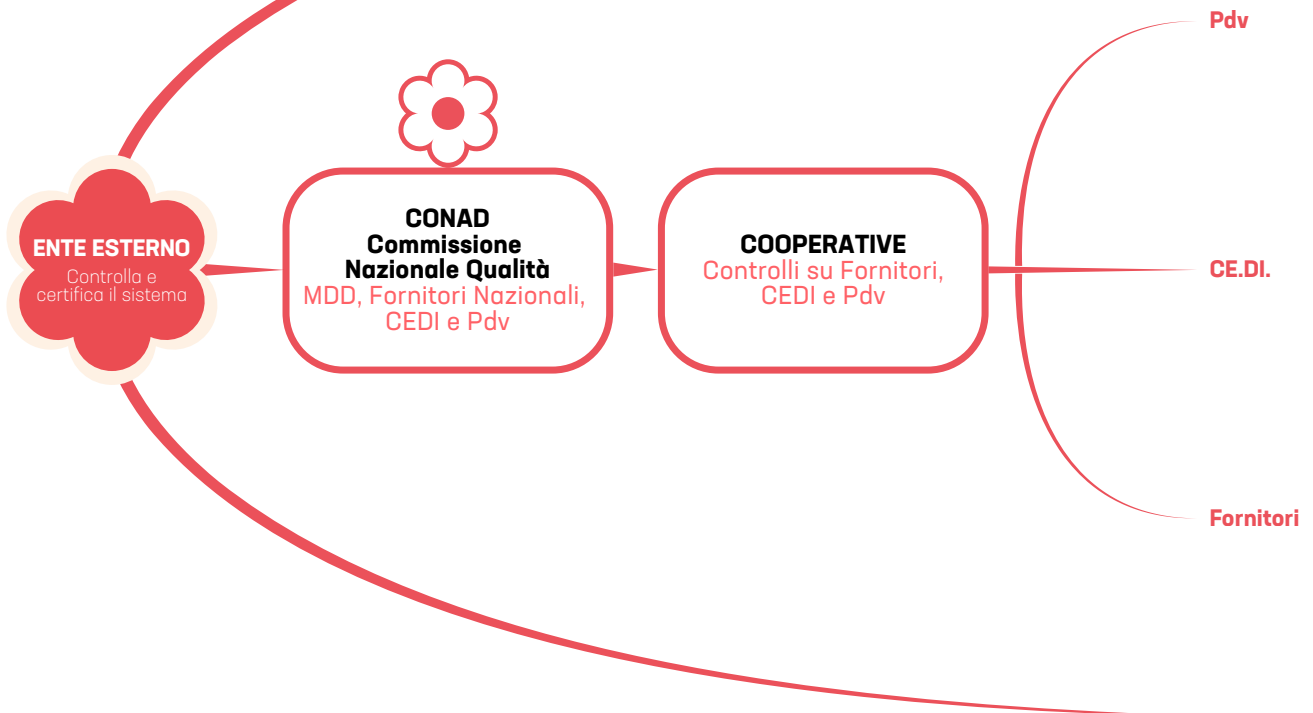 Pdv
ENTE ESTERNO
Controlla e
certifica il sistema
CONAD
Commissione
Nazionale Qualità
MDD, Fornitori Nazionali,
CEDI e Pdv
COOPERATIVE
Controlli su Fornitori,
CEDI e Pdv
CE.DI.
Fornitori